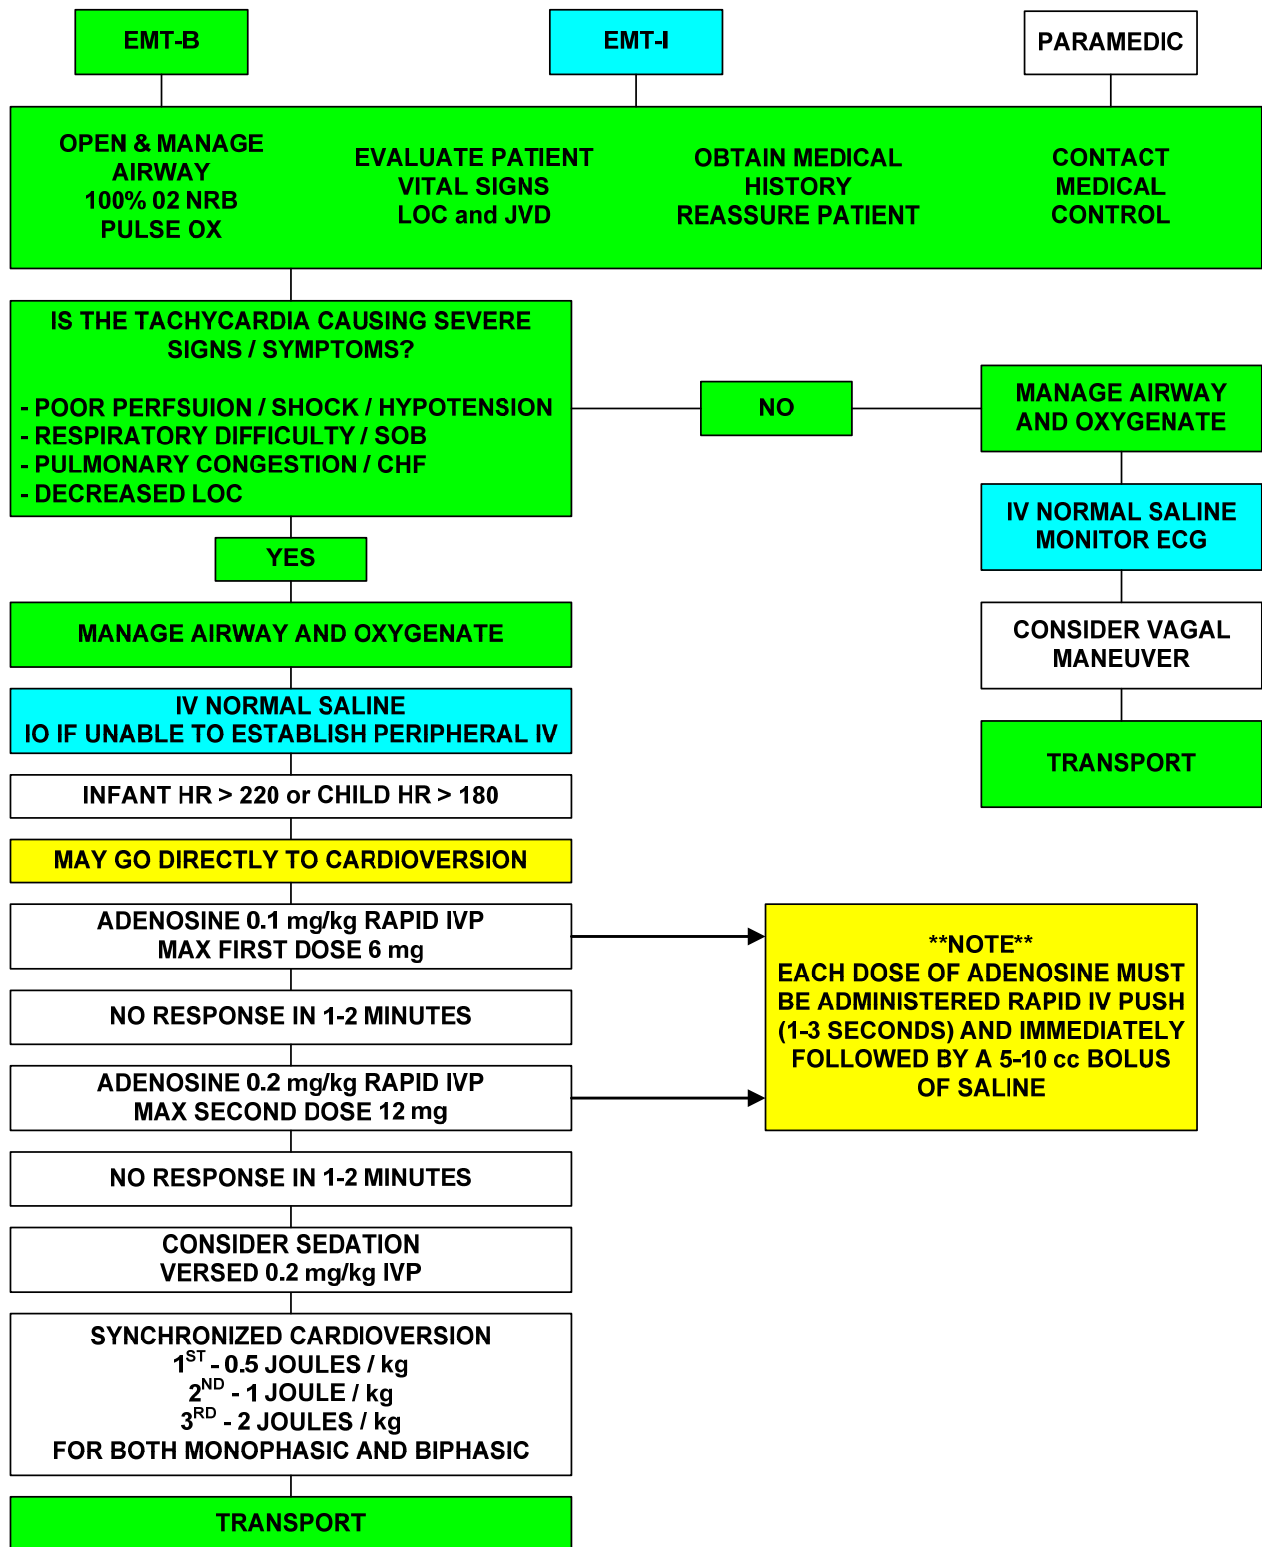 EMT-B
EMT-I
PARAMEDIC
OPEN & MANAGE
AIRWAY
100% 02 NRB
PULSE OX
EVALUATE PATIENT
VITAL SIGNS
LOC and JVD
OBTAIN MEDICAL
HISTORY
REASSURE PATIENT
CONTACT
MEDICAL
CONTROL
IS THE TACHYCARDIA CAUSING SEVERE
SIGNS / SYMPTOMS?
- POOR PERFSUION / SHOCK / HYPOTENSION
- RESPIRATORY DIFFICULTY / SOB
- PULMONARY CONGESTION / CHF
- DECREASED LOC
NO
MANAGE AIRWAY
AND OXYGENATE
IV NORMAL SALINE
MONITOR ECG
CONSIDER VAGAL
MANEUVER
TRANSPORT
YES
MANAGE AIRWAY AND OXYGENATE
IV NORMAL SALINE
IO IF UNABLE TO ESTABLISH PERIPHERAL IV
INFANT HR > 220 or CHILD HR > 180
MAY GO DIRECTLY TO CARDIOVERSION
ADENOSINE 0.1 mg/kg RAPID IVP
MAX FIRST DOSE 6 mg
**NOTE**
EACH DOSE OF ADENOSINE MUST
BE ADMINISTERED RAPID IV PUSH
(1-3 SECONDS) AND IMMEDIATELY
FOLLOWED BY A 5-10 cc BOLUS
OF SALINE
NO RESPONSE IN 1-2 MINUTES
ADENOSINE 0.2 mg/kg RAPID IVP
MAX SECOND DOSE 12 mg
NO RESPONSE IN 1-2 MINUTES
CONSIDER SEDATION
VERSED 0.2 mg/kg IVP
SYNCHRONIZED CARDIOVERSION
1ST - 0.5 JOULES / kg
2ND - 1 JOULE / kg
3RD - 2 JOULES / kg
FOR BOTH MONOPHASIC AND BIPHASIC
TRANSPORT